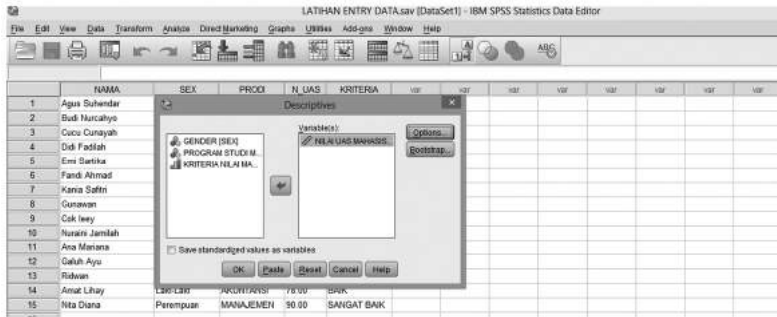 LATIHAN ENTRY DATA.sav [DataSet1] - IBM SPSS Statistics Data Editor
File Edit View Data Transform Analyze Direct Marketing Graphs Utilities Add-ons Window Help
NAMA SEX PRODI N_UAS KRITERIA var var var var var var var
1 Agus Suhendar
2 Budi Nurcahyo
3 Cucu Cunayah
4 Didi Fadilah
5 Emi Sartika
6 Fandi Ahmad
7 Kania Safitri
8 Gunawan
9 Cok leey
10 Nuraini Jamilah
11 Ana Mariana
12 Galuh Ayu
13 Ridwan
14 Amat Lihay Laki-Laki AKUNTANSI 78.00 BAIK
15 Nita Diana Perempuan MANAJEMEN 90.00 SANGAT BAIK
Descriptives
Variable(s):
GENDER [SEX]
PROGRAM STUDI M...
KRITERIA NILAI MA...
NILAI UAS MAHASIS...
Options...
Bootstrap...
Save standardized values as variables
OK Paste Reset Cancel Help